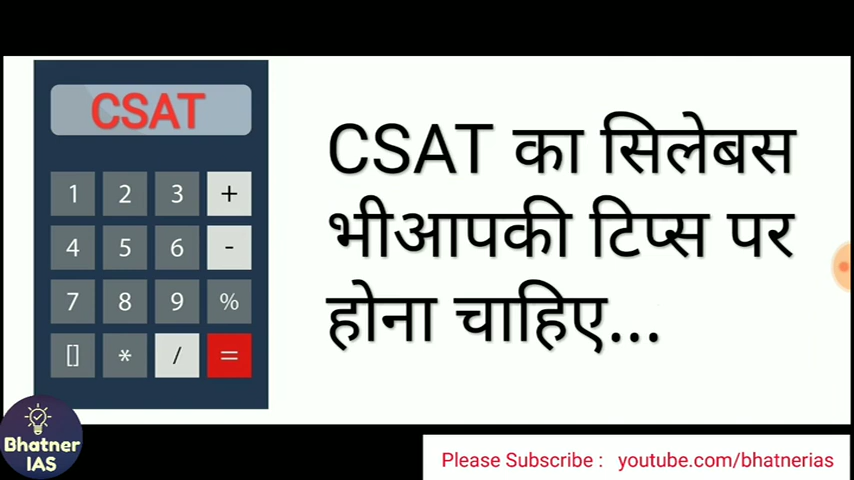 CSAT
1 2 3 +
4 5 6 -
7 8 9 %
[] * / =
CSAT का सिलेबस
भीआपकी टिप्स पर
होना चाहिए...
Bhatner
IAS
Please Subscribe : youtube.com/bhatnerias